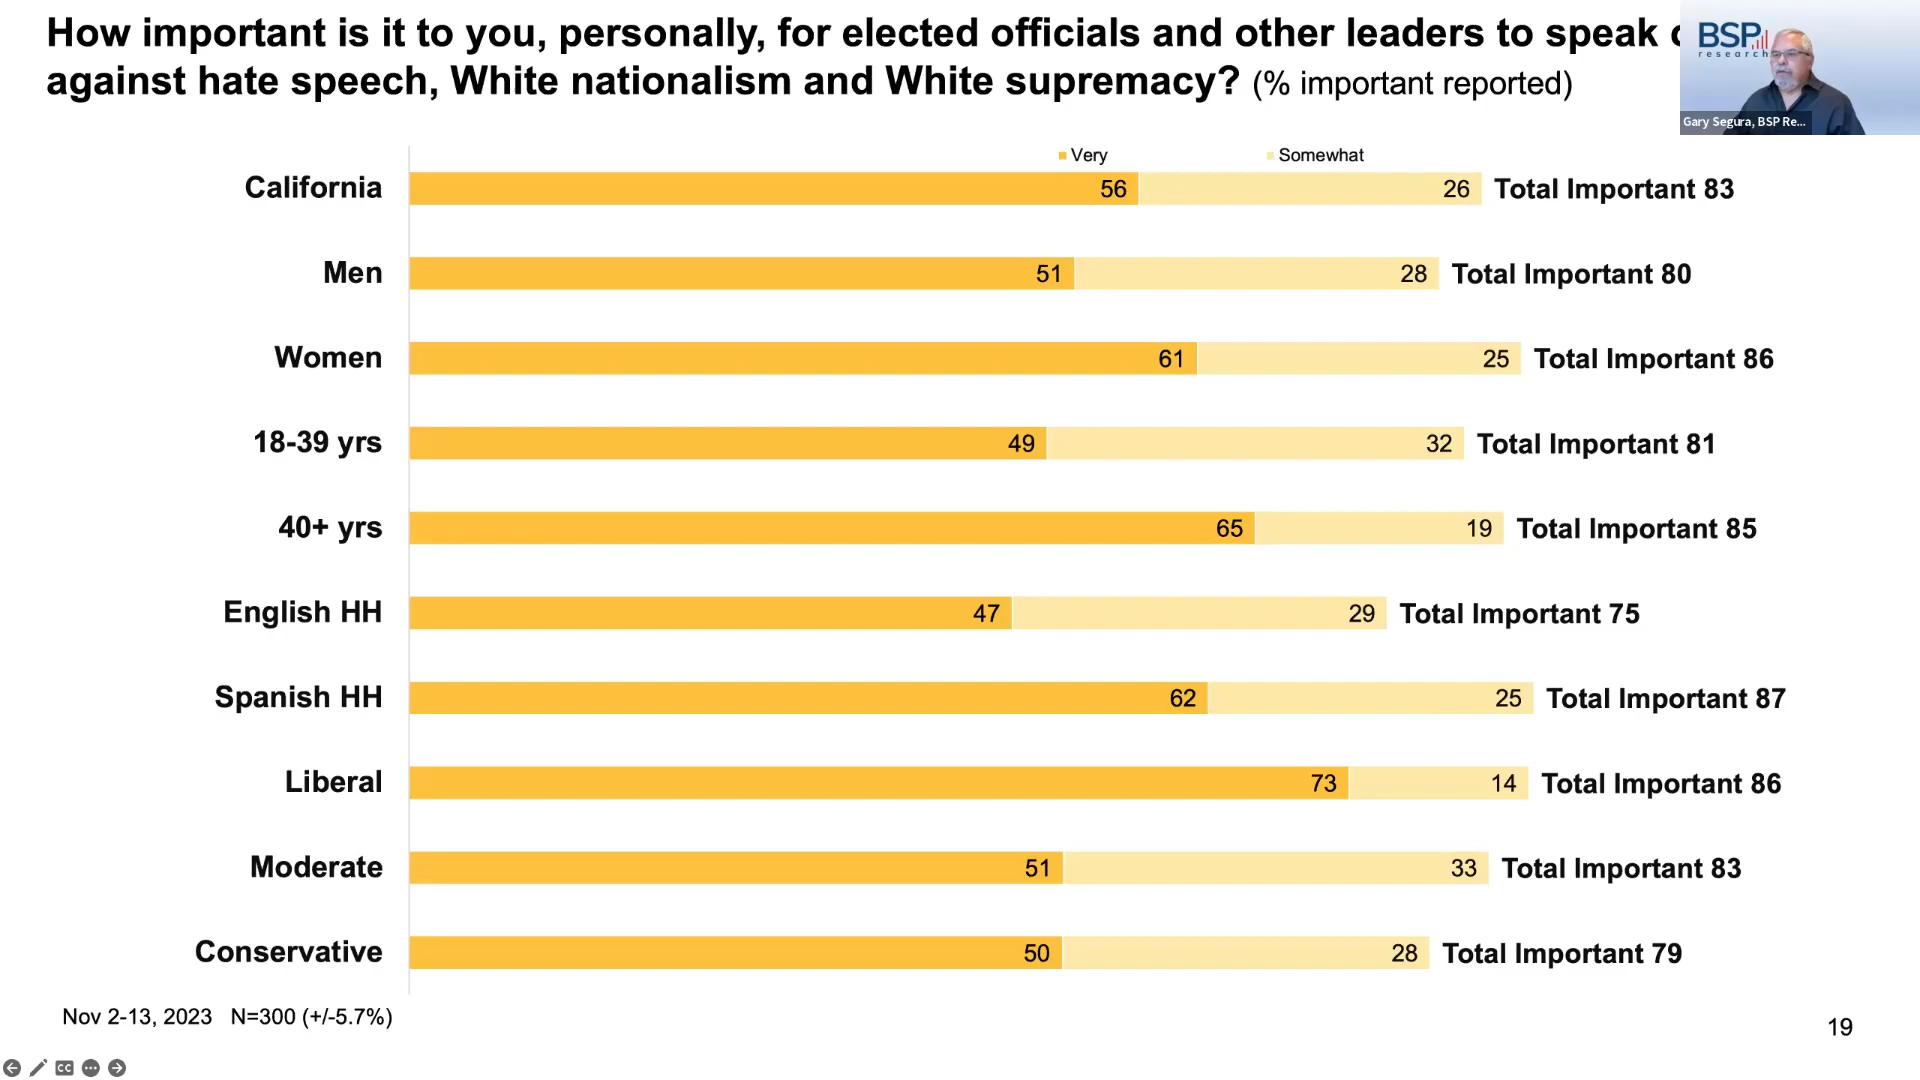 How important is it to you, personally, for elected officials and other leaders to speak
against hate speech, White nationalism and White supremacy? (% important reported)
BSP
research
Gary Segura, BSP Re...
Very Somewhat
California 56 26 Total Important 83
Men 51 28 Total Important 80
Women 61 25 Total Important 86
18-39 yrs 49 32 Total Important 81
40+ yrs 65 19 Total Important 85
English HH 47 29 Total Important 75
Spanish HH 62 25 Total Important 87
Liberal 73 14 Total Important 86
Moderate 51 33 Total Important 83
Conservative 50 28 Total Important 79
Nov 2-13, 2023 N=300 (+/-5.7%)
19
CC